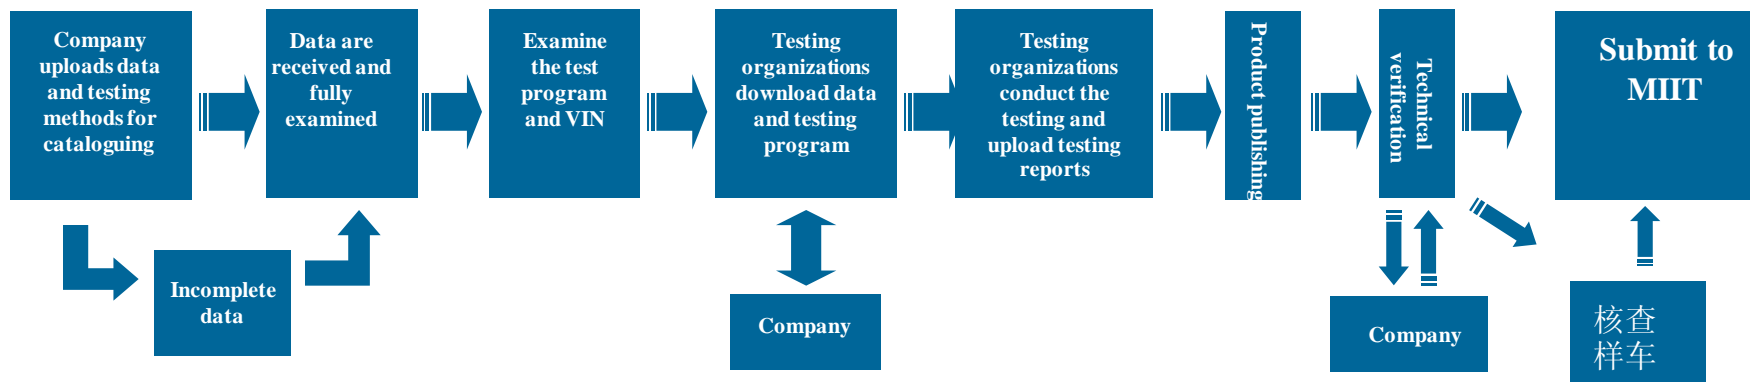 Company
uploads data
and testing
methods for
cataloguing
Data are
received and
fully
examined
Examine
the test
program
and VIN
Testing
organizations
download data
and testing
program
Testing
organizations
conduct the
testing and
upload testing
reports
Product publishing
Technical
verification
Submit to
MIIT
Incomplete
data
Company
Company
核查
样车